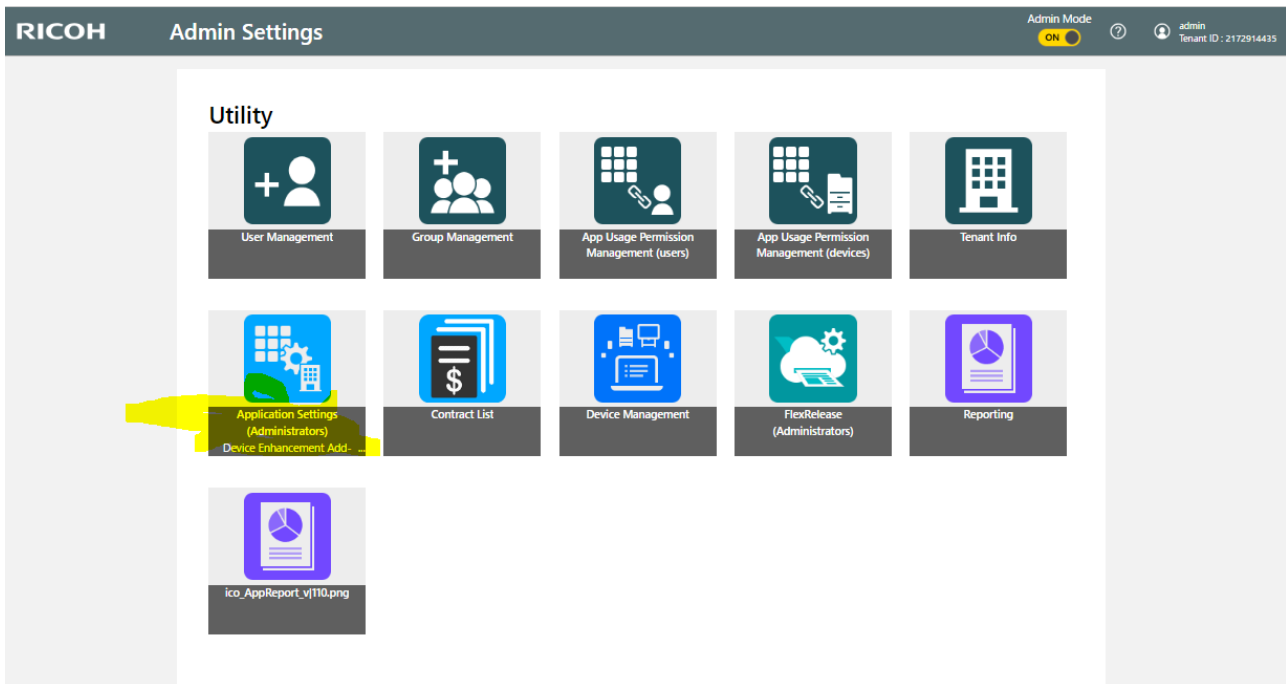 RICOH
Admin Settings
Admin Mode
ON
?
admin
Tenant ID : 2172914435
Utility
User Management
Group Management
App Usage Permission
Management (users)
App Usage Permission
Management (devices)
Tenant Info
$
Application Settings
(Administrators)
Device Enhancement Add- ...
Contract List
Device Management
FlexRelease
(Administrators)
Reporting
ico_AppReport_v|110.png